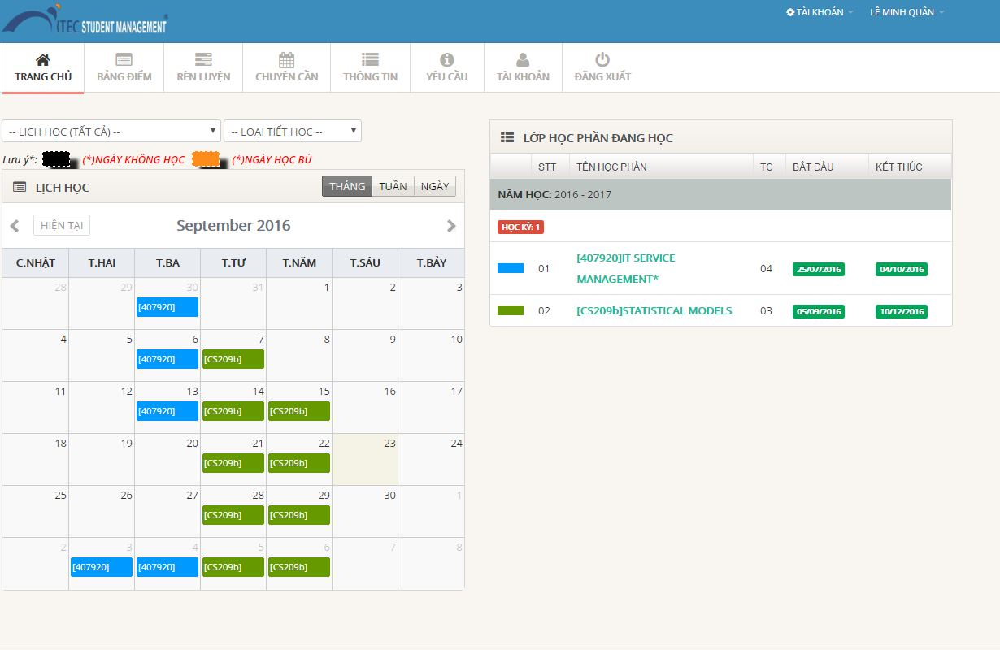 ITEC STUDENT MANAGEMENT
TÀI KHOẢN LÊ MINH QUÂN
TRANG CHỦ BẢNG ĐIỂM RÈN LUYỆN CHUYÊN CẦN THÔNG TIN YÊU CẦU TÀI KHOẢN ĐĂNG XUẤT
-- LỊCH HỌC (TẤT CẢ) -- -- LOẠI TIẾT HỌC --
Lưu ý*: (*)NGÀY KHÔNG HỌC (*)NGÀY HỌC BÙ
LỊCH HỌC THÁNG TUẦN NGÀY
HIỆN TẠI September 2016
C.NHẬT T.HAI T.BA T.TƯ T.NĂM T.SÁU T.BẢY
28 29 30 31 1 2 3
[407920]
4 5 6 7 8 9 10
[407920] [CS209b]
11 12 13 14 15 16 17
[407920] [CS209b] [CS209b]
18 19 20 21 22 23 24
[CS209b] [CS209b]
25 26 27 28 29 30 1
[CS209b] [CS209b]
2 3 4 5 6 7 8
[407920] [407920] [CS209b] [CS209b]
LỚP HỌC PHẦN ĐANG HỌC
STT TÊN HỌC PHẦN TC BẮT ĐẦU KẾT THÚC
NĂM HỌC: 2016 - 2017
HỌC KỲ: 1
01 [407920]IT SERVICE MANAGEMENT* 04 25/07/2016 04/10/2016
02 [CS209b]STATISTICAL MODELS 03 05/09/2016 10/12/2016